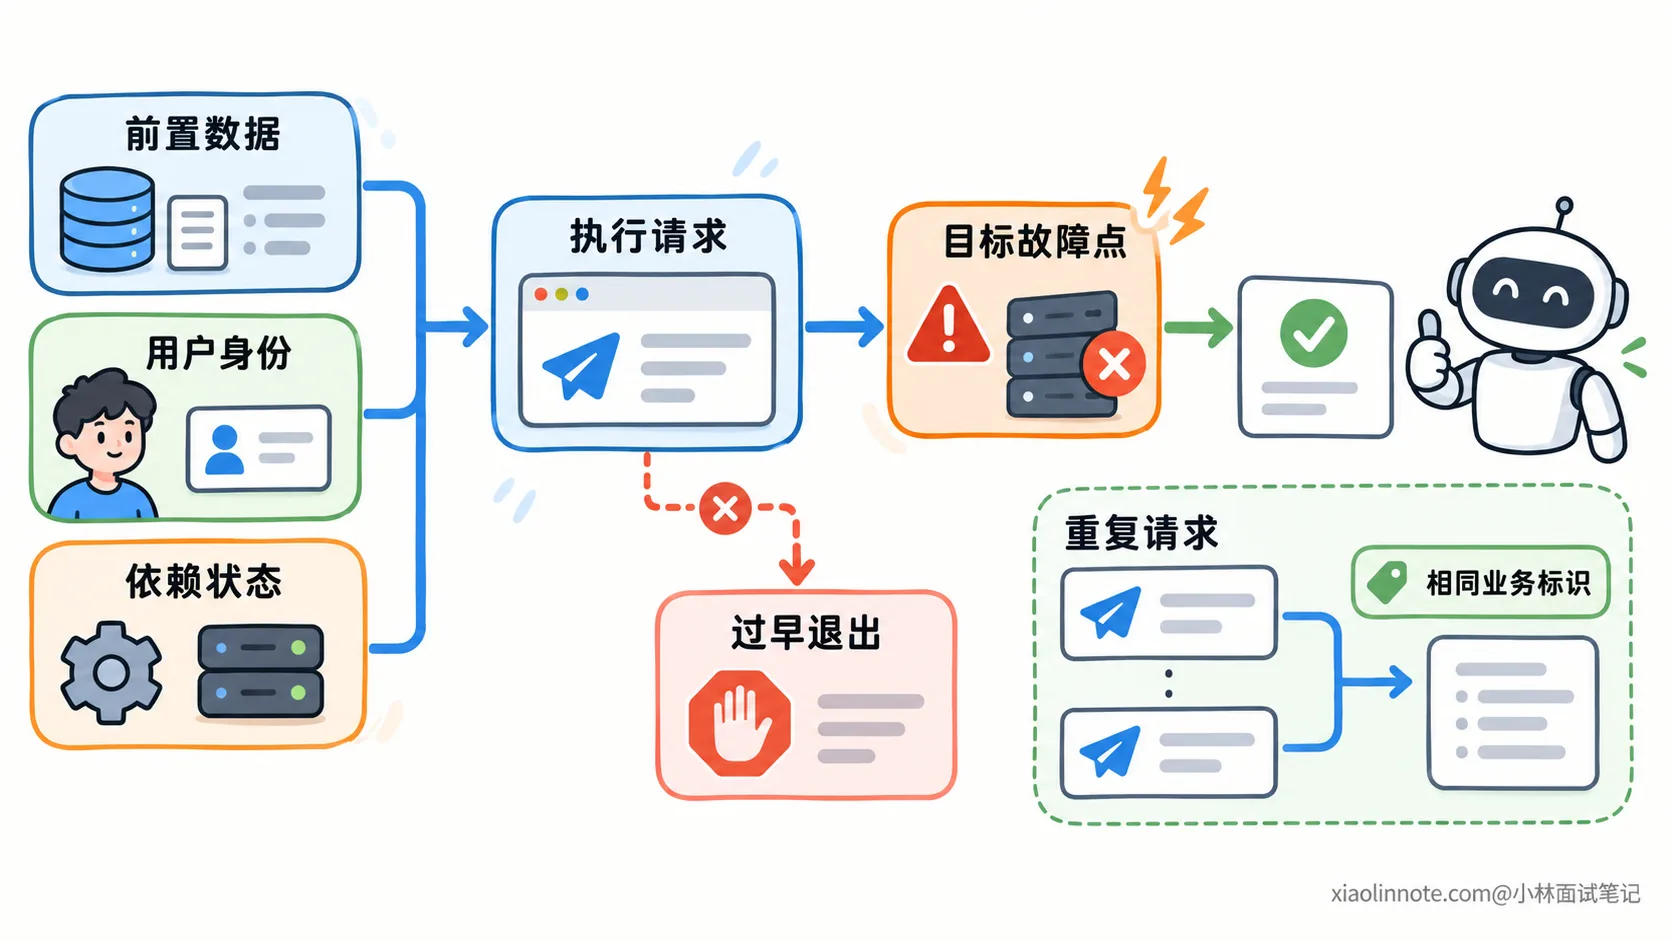 前置数据
用户身份
依赖状态
执行请求
过早退出
目标故障点
重复请求
相同业务标识
xiaolinnote.com@小林面试笔记